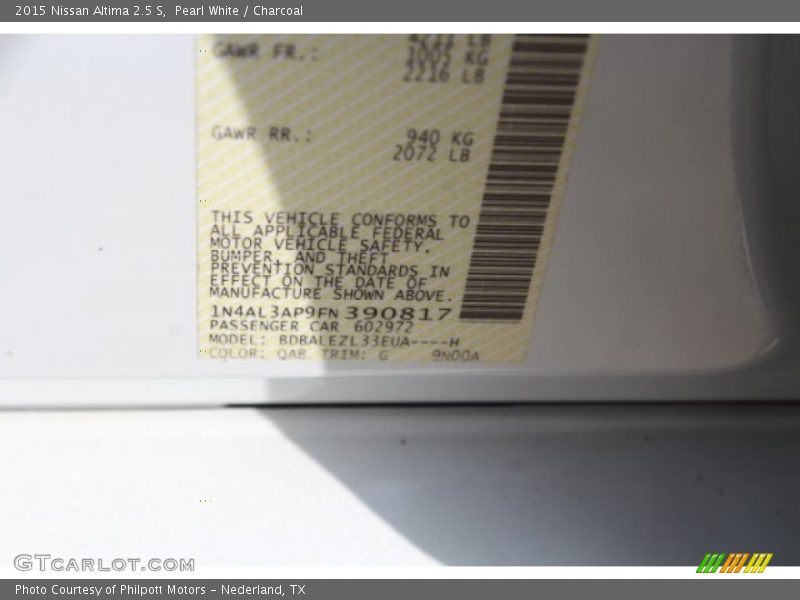 2015 Nissan Altima 2.5 S, Pearl White / Charcoal
GAWR FR.: 1005 KG
2216 LB
GAWR RR.: 940 KG
2072 LB
THIS VEHICLE CONFORMS TO
ALL APPLICABLE FEDERAL
MOTOR VEHICLE SAFETY,
BUMPER, AND THEFT
PREVENTION STANDARDS IN
EFFECT ON THE DATE OF
MANUFACTURE SHOWN ABOVE.
1N4AL3AP9FN390817
PASSENGER CAR 602972
MODEL: BDBALEZL33EUA----H
COLOR: QAB TRIM: G 9N00A
GTCARLOT.COM
Photo Courtesy of Philpott Motors - Nederland, TX